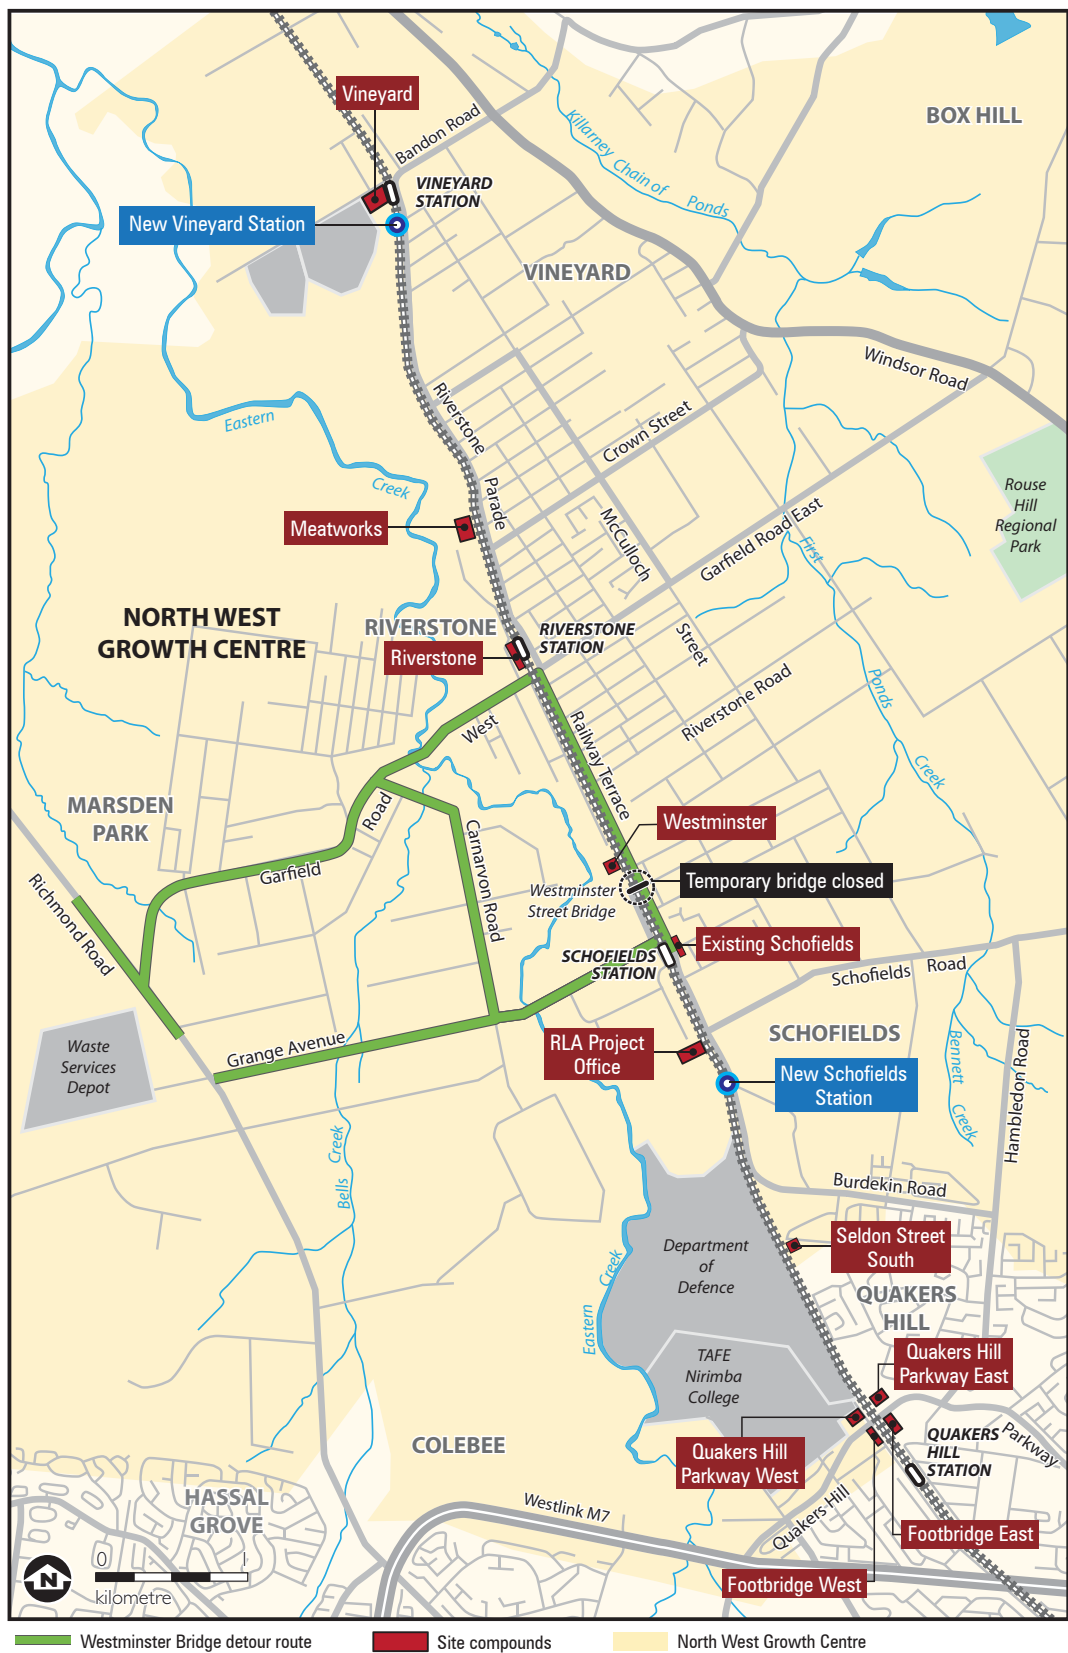 Vineyard
Bandon Road
BOX HILL
Killarney Chain of Ponds
VINEYARD
STATION
New Vineyard Station
VINEYARD
Windsor Road
Eastern
Creek
Riverstone
Parade
Crown Street
Rouse
Hill
Regional
Park
Meatworks
McCulloch
Street
Garfield Road East
First
Ponds
Creek
NORTH WEST
GROWTH CENTRE
RIVERSTONE
RIVERSTONE
STATION
Riverstone
Riverstone Road
West
Railway Terrace
MARSDEN
PARK
Road
Garfield
Carnarvon Road
Westminster
Temporary bridge closed
Westminster
Street Bridge
Richmond Road
Existing Schofields
SCHOFIELDS
STATION
Schofields Road
Waste
Services
Depot
Grange Avenue
RLA Project
Office
SCHOFIELDS
New Schofields
Station
Bennett
Creek
Hambledon Road
Bells Creek
Burdekin Road
Department
of
Defence
Seldon Street
South
Eastern Creek
QUAKERS
HILL
TAFE
Nirimba
College
Quakers Hill
Parkway East
COLEBEE
Quakers Hill
Parkway West
QUAKERS
HILL
STATION
Parkway
HASSAL
GROVE
Westlink M7
Quakers Hill
Footbridge East
Footbridge West
N
0 1
kilometre
Westminster Bridge detour route
Site compounds
North West Growth Centre